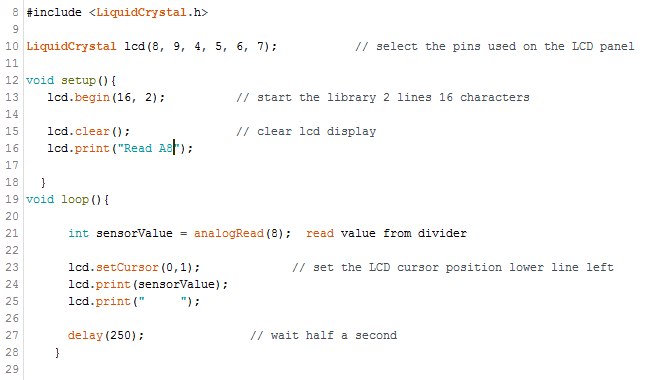 8 #include <LiquidCrystal.h>
9
10 LiquidCrystal lcd(8, 9, 4, 5, 6, 7);           // select the pins used on the LCD panel
11
12 void setup(){
13    lcd.begin(16, 2);          // start the library 2 lines 16 characters
14
15    lcd.clear();               // clear lcd display
16    lcd.print("Read A8");
17
18   }
19 void loop(){
20
21       int sensorValue = analogRead(8);  read value from divider
22
23       lcd.setCursor(0,1);             // set the LCD cursor position lower line left
24       lcd.print(sensorValue);
25       lcd.print("     ");
26
27       delay(250);               // wait half a second
28     }
29